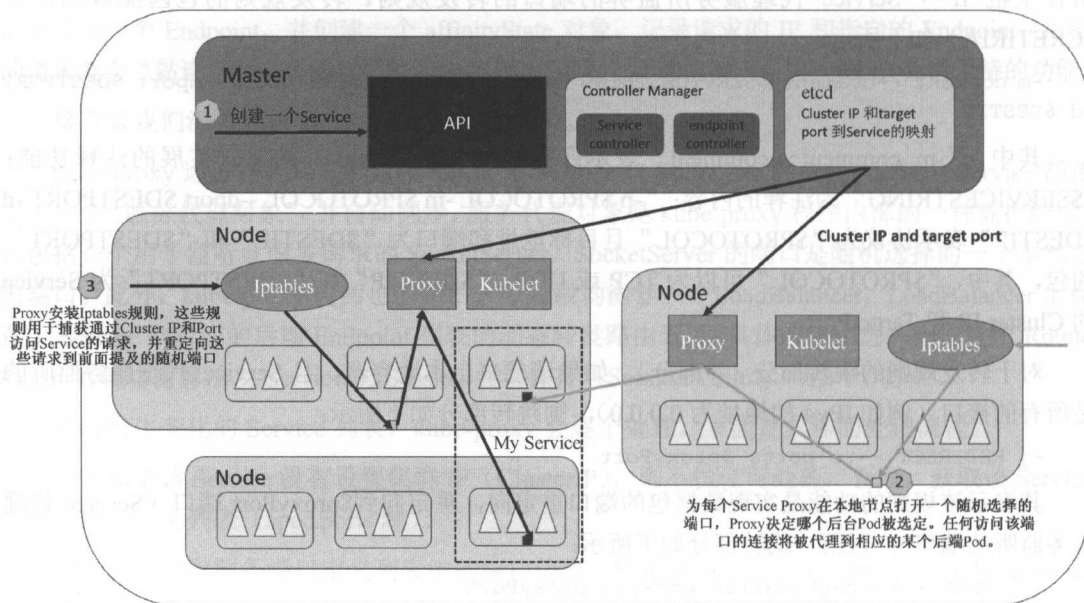 Master
1 创建一个Service
API
Controller Manager
Service controller
endpoint controller
etcd
Cluster IP 和target
port 到Service的映射
Node
Cluster IP and target port
3
Iptables
Proxy
Kubelet
Proxy安装Iptables规则，这些规
则用于捕获通过Cluster IP和Port
访问Service的请求，并重定向这
些请求到前面提及的随机端口
Node
Proxy
Kubelet
Iptables
My Service
Node
2
为每个Service Proxy在本地节点打开一个随机选择的
端口，Proxy决定哪个后台Pod被选定。任何访问该端
口的连接将被代理到相应的某个后端Pod。